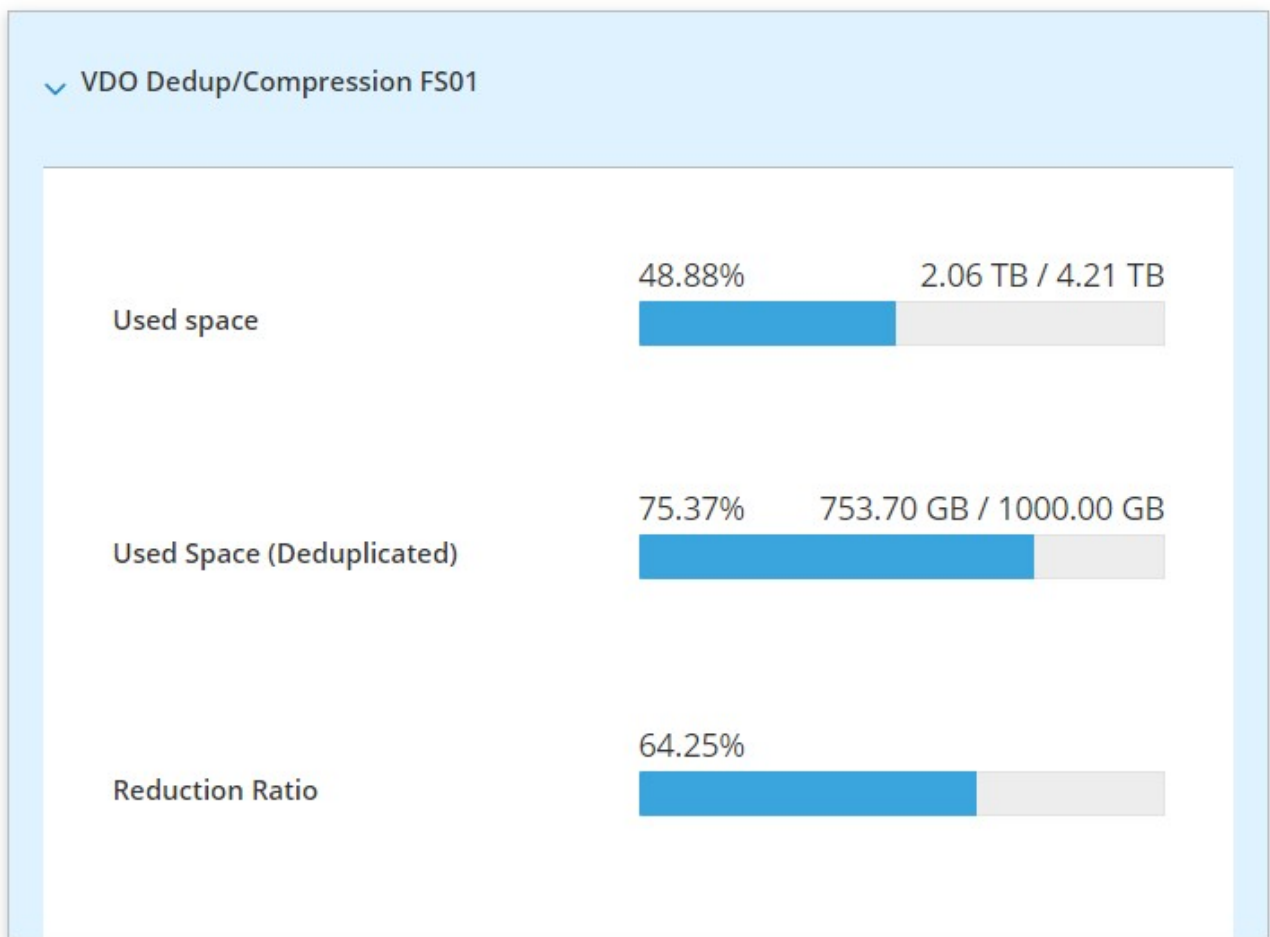 VDO Dedup/Compression FS01
48.88% 2.06 TB / 4.21 TB
Used space
75.37% 753.70 GB / 1000.00 GB
Used Space (Deduplicated)
64.25%
Reduction Ratio